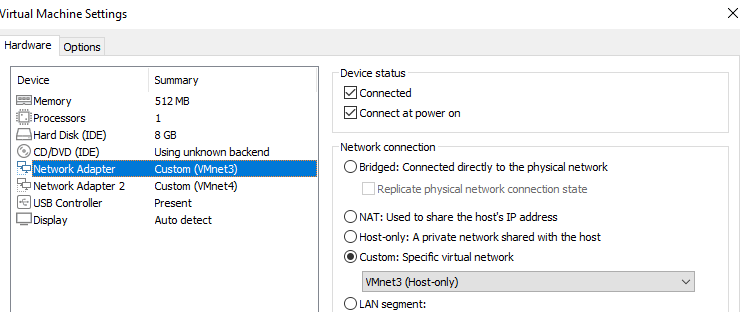 Virtual Machine Settings
Hardware Options
Device Summary
Memory 512 MB
Processors 1
Hard Disk (IDE) 8 GB
CD/DVD (IDE) Using unknown backend
Network Adapter Custom (VMnet3)
Network Adapter 2 Custom (VMnet4)
USB Controller Present
Display Auto detect
Device status
Connected
Connect at power on
Network connection
Bridged: Connected directly to the physical network
Replicate physical network connection state
NAT: Used to share the host's IP address
Host-only: A private network shared with the host
Custom: Specific virtual network
VMnet3 (Host-only)
LAN segment: